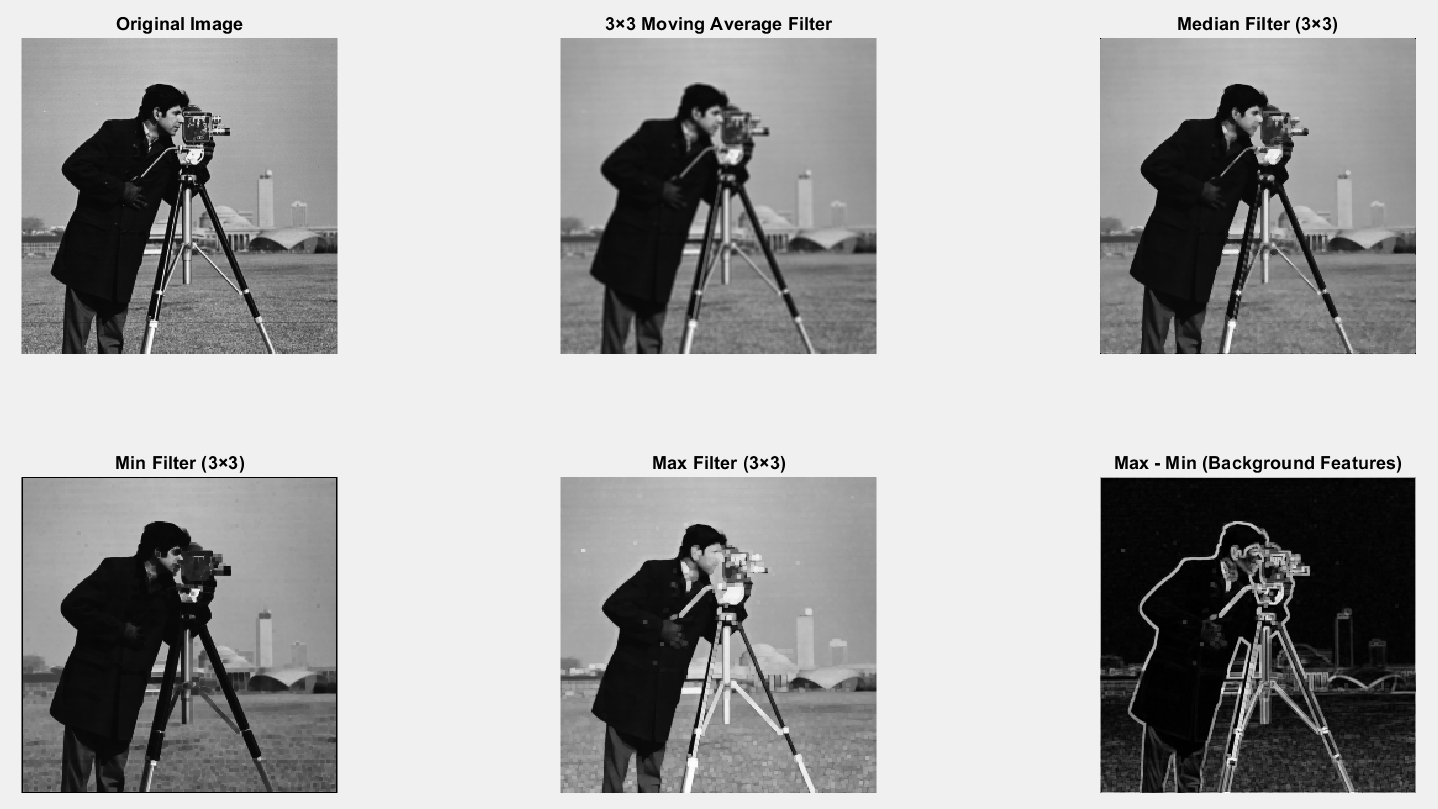 Original Image
3×3 Moving Average Filter
Median Filter (3×3)
Min Filter (3×3)
Max Filter (3×3)
Max - Min (Background Features)